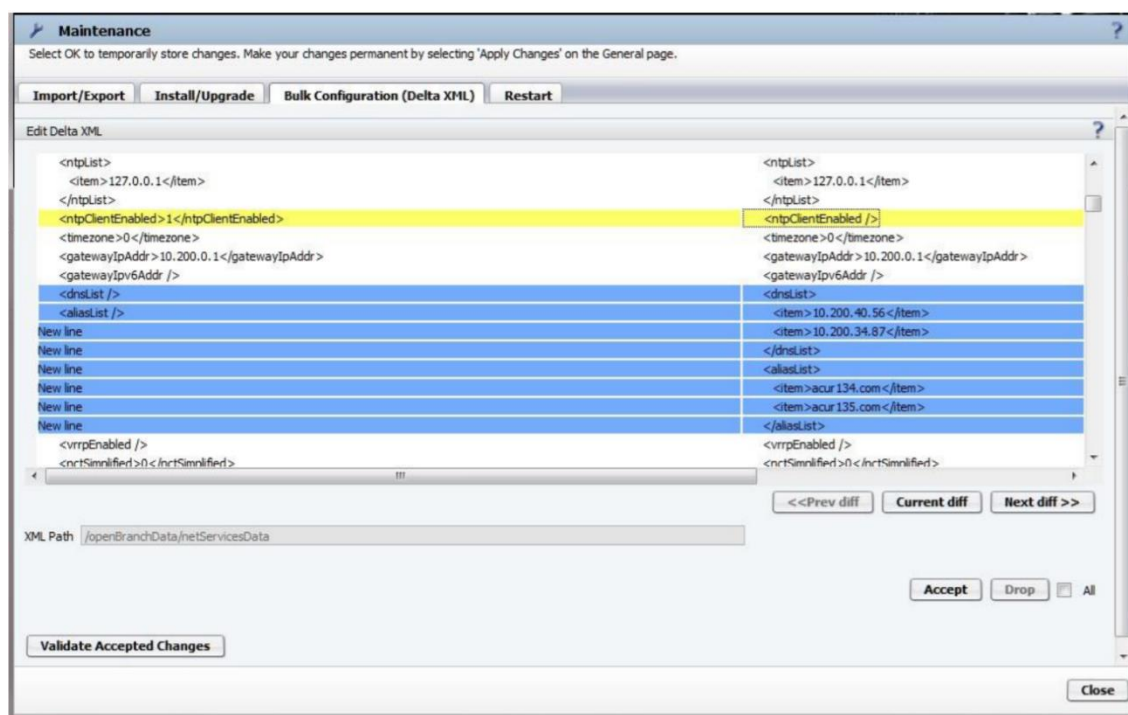 Maintenance
?
Select OK to temporarily store changes. Make your changes permanent by selecting 'Apply Changes' on the General page.
Import/Export Install/Upgrade Bulk Configuration (Delta XML) Restart
Edit Delta XML ?
<ntpList> <ntpList>
<item>127.0.0.1</item> <item>127.0.0.1</item>
</ntpList> </ntpList>
<ntpClientEnabled>1</ntpClientEnabled> <ntpClientEnabled />
<timezone>0</timezone> <timezone>0</timezone>
<gatewayIpAddr>10.200.0.1</gatewayIpAddr> <gatewayIpAddr>10.200.0.1</gatewayIpAddr>
<gatewayIpv6Addr /> <gatewayIpv6Addr />
<dnsList /> <dnsList>
<aliasList /> <item>10.200.40.56</item>
New line <item>10.200.34.87</item>
New line </dnsList>
New line <aliasList>
New line <item>acur134.com</item>
New line <item>acur135.com</item>
New line </aliasList>
<vrrpEnabled /> <vrrpEnabled />
<nctSimplified>0</nctSimplified> <nctSimplified>0</nctSimplified>
<<Prev diff Current diff Next diff >>
XML Path /openBranchData/netServicesData
Accept Drop All
Validate Accepted Changes
Close